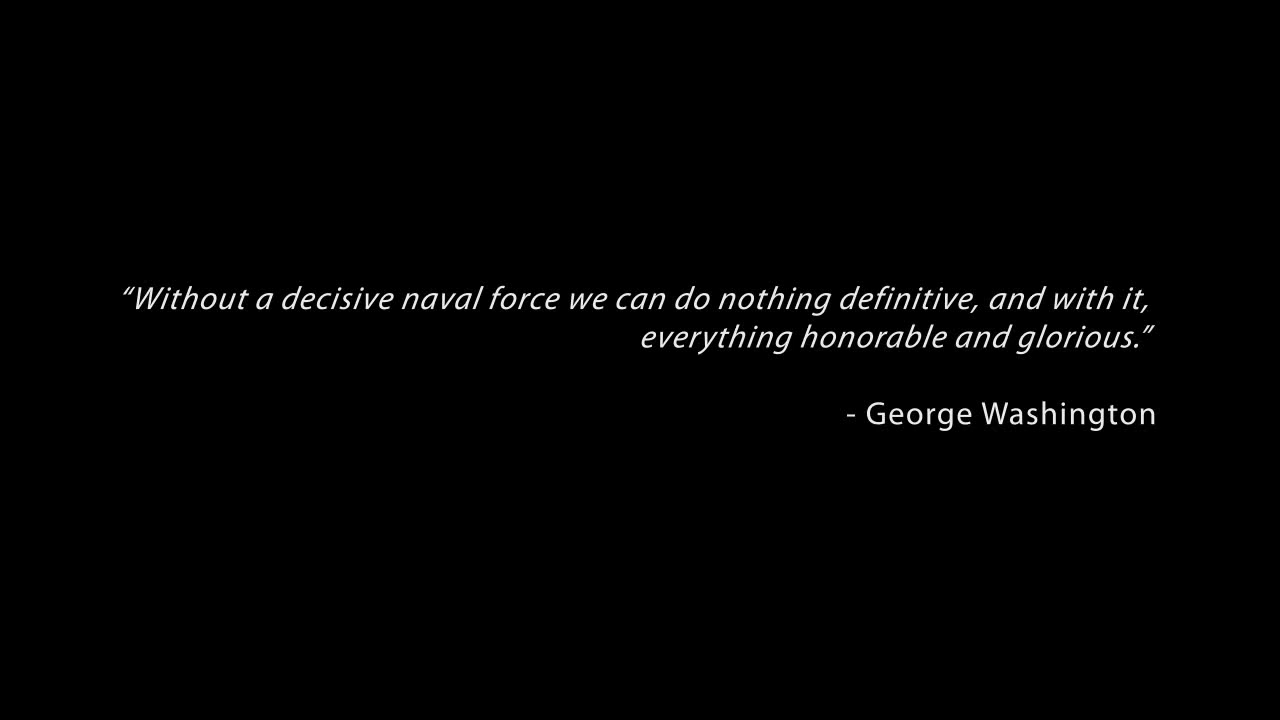 “Without a decisive naval force we can do nothing definitive, and with it,
everything honorable and glorious.”
- George Washington